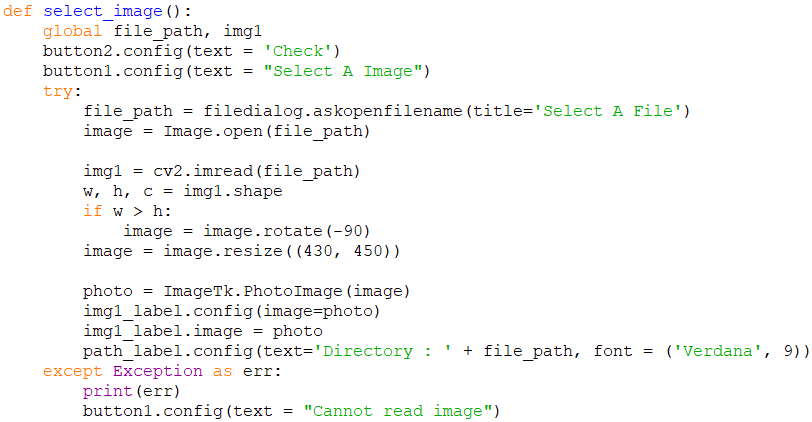 def select_image():
    global file_path, img1
    button2.config(text = 'Check')
    button1.config(text = "Select A Image")
    try:
        file_path = filedialog.askopenfilename(title='Select A File')
        image = Image.open(file_path)

        img1 = cv2.imread(file_path)
        w, h, c = img1.shape
        if w > h:
            image = image.rotate(-90)
        image = image.resize((430, 450))

        photo = ImageTk.PhotoImage(image)
        img1_label.config(image=photo)
        img1_label.image = photo
        path_label.config(text='Directory : ' + file_path, font = ('Verdana', 9))
    except Exception as err:
        print(err)
        button1.config(text = "Cannot read image")